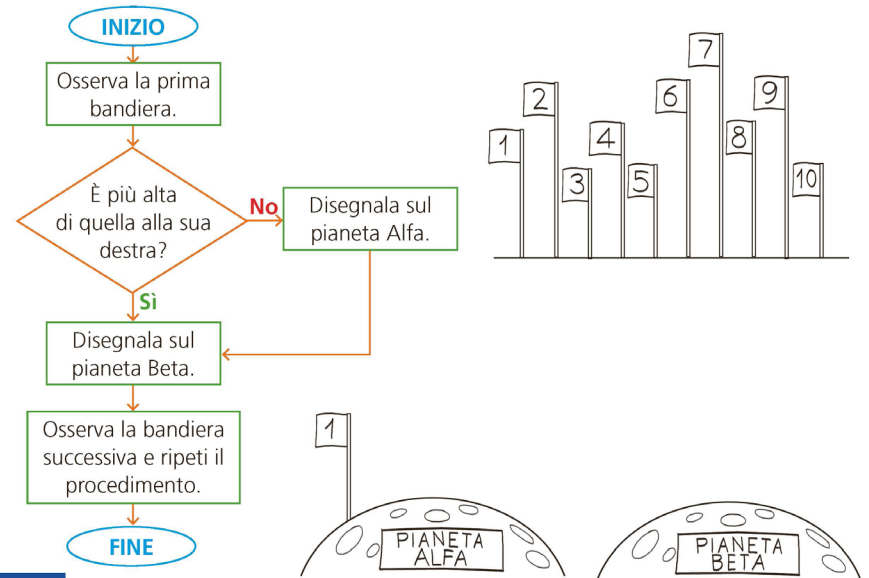 INIZIO
Osserva la prima
bandiera.
È più alta
di quella alla sua
destra?
No
Disegnala sul
pianeta Alfa.
Sì
Disegnala sul
pianeta Beta.
Osserva la bandiera
successiva e ripeti il
procedimento.
FINE
1
2
3
4
5
6
7
8
9
10
1
PIANETA
ALFA
PIANETA
BETA